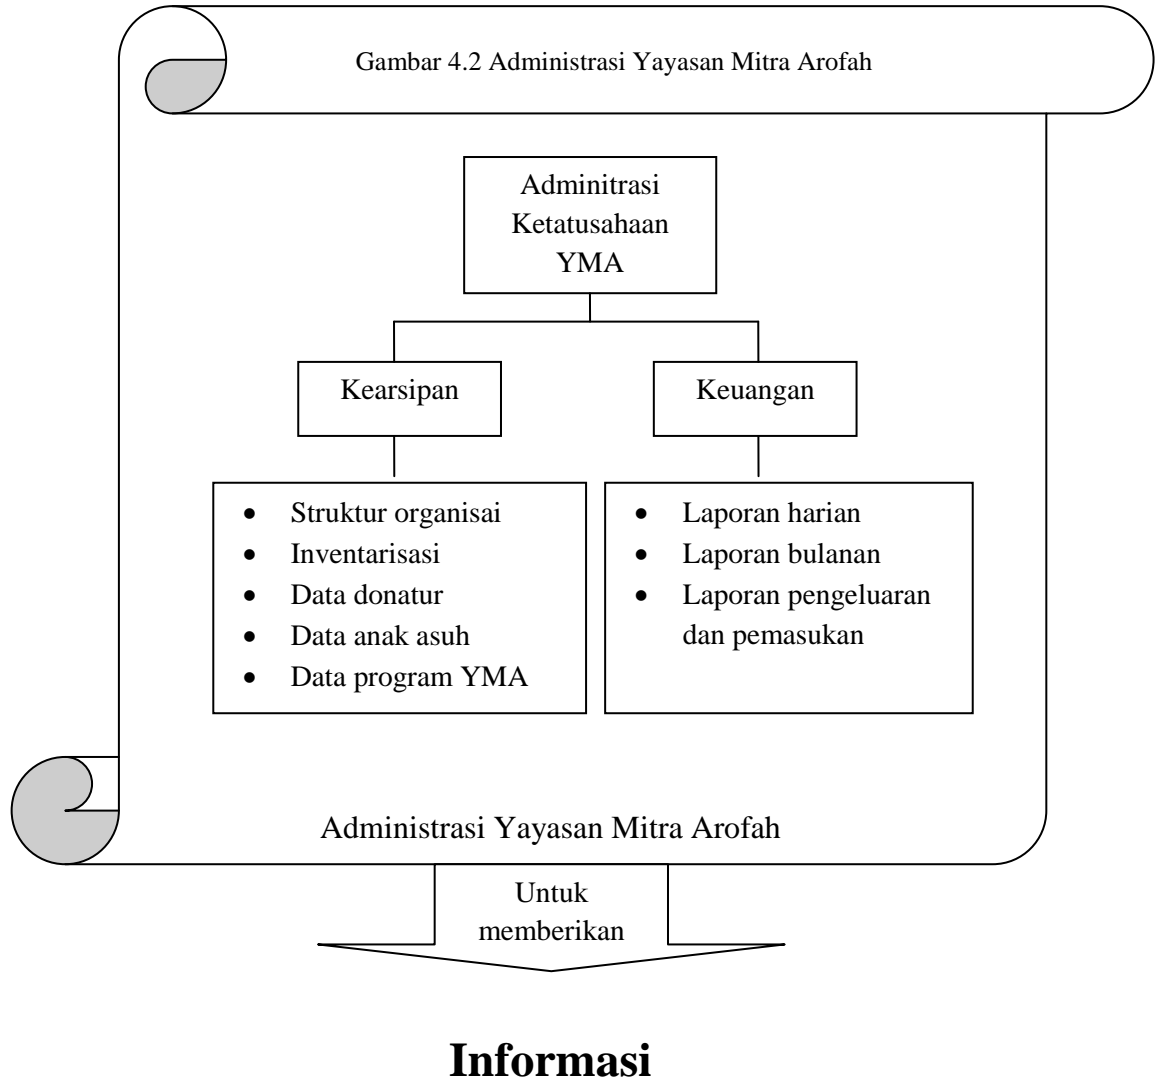 Gambar 4.2 Administrasi Yayasan Mitra Arofah
Adminitrasi
Ketatusahaan
YMA
Kearsipan
Keuangan
• Struktur organisai
• Inventarisasi
• Data donatur
• Data anak asuh
• Data program YMA
• Laporan harian
• Laporan bulanan
• Laporan pengeluaran
dan pemasukan
Administrasi Yayasan Mitra Arofah
Untuk
memberikan
Informasi